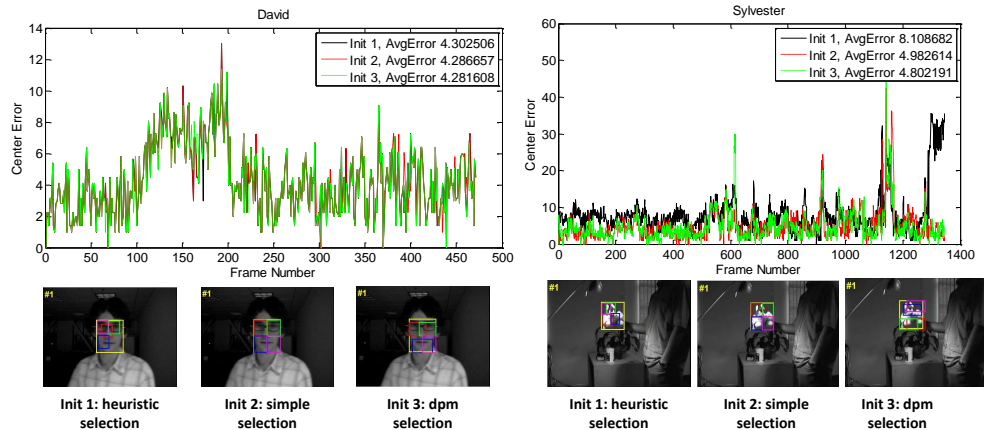 David
Center Error
14
12
10
8
6
4
2
0
Init 1, AvgError 4.302506
Init 2, AvgError 4.286657
Init 3, AvgError 4.281608
0 50 100 150 200 250 300 350 400 450 500
Frame Number
#1
#1
#1
Init 1: heuristic
selection
Init 2: simple
selection
Init 3: dpm
selection
Sylvester
Center Error
60
50
40
30
20
10
0
Init 1, AvgError 8.108682
Init 2, AvgError 4.982614
Init 3, AvgError 4.802191
0 200 400 600 800 1000 1200 1400
Frame Number
#1
#1
#1
Init 1: heuristic
selection
Init 2: simple
selection
Init 3: dpm
selection